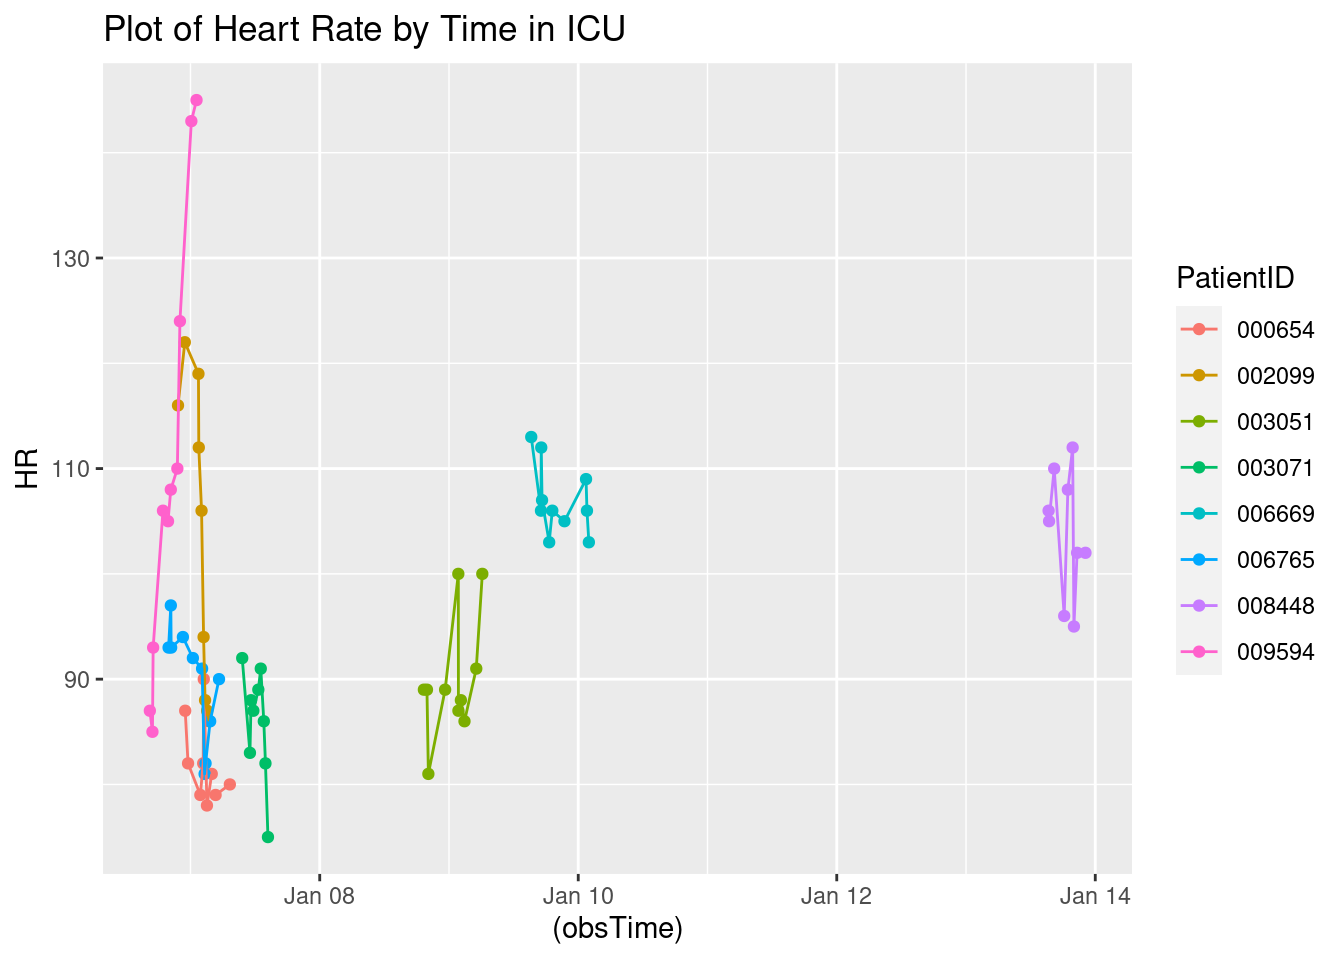 Plot of Heart Rate by Time in ICU
130
110
90
HR
Jan 08
Jan 10
Jan 12
Jan 14
(obsTime)
PatientID
000654
002099
003051
003071
006669
006765
008448
009594